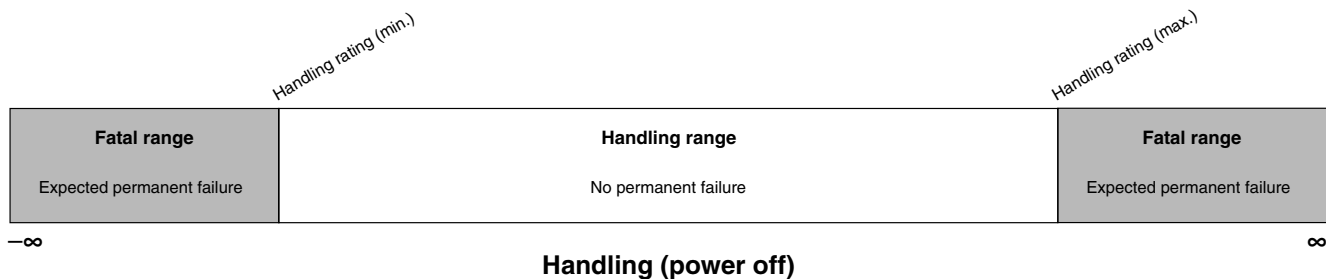 Handling rating (min.)
Handling rating (max.)
Fatal range
Handling range
Fatal range
Expected permanent failure
No permanent failure
Expected permanent failure
–∞
∞
Handling (power off)